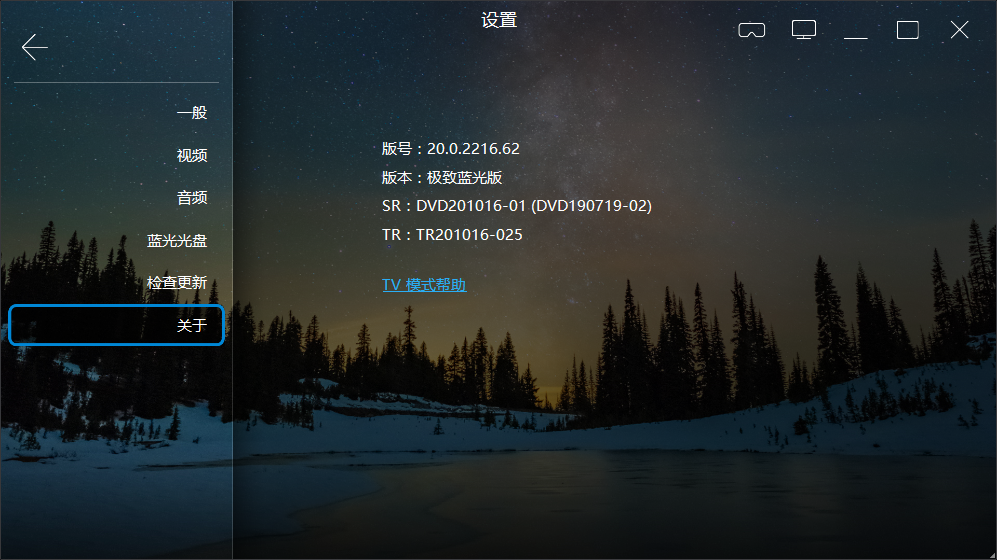 设置
一般
视频
音频
蓝光光盘
检查更新
关于
版号：20.0.2216.62
版本：极致蓝光版
SR：DVD201016-01 (DVD190719-02)
TR：TR201016-025
TV 模式帮助